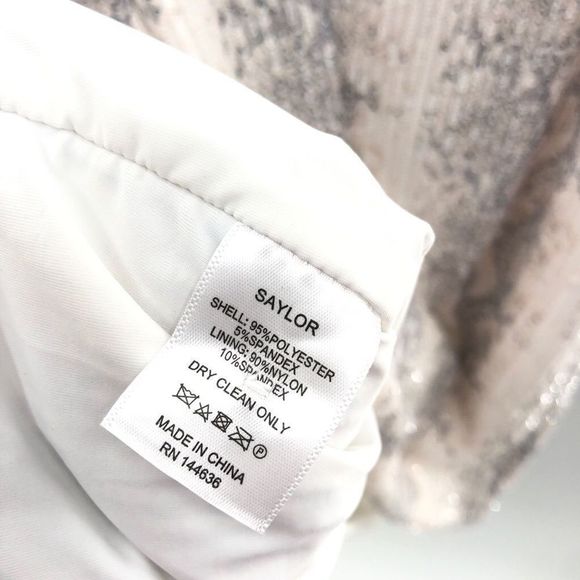 SAYLOR
SHELL: 95%POLYESTER
5%SPANDEX
LINING: 90%NYLON
10%SPANDEX
DRY CLEAN ONLY
P
MADE IN CHINA
RN 144636